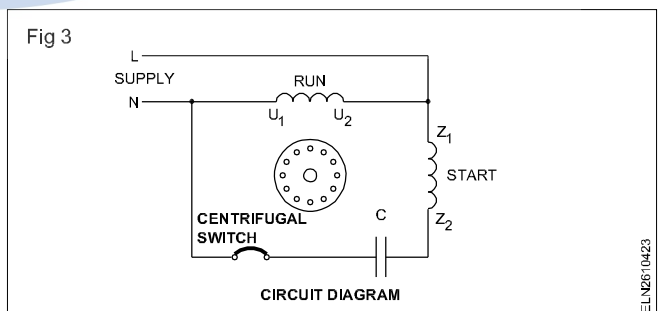 Fig 3
L
SUPPLY
N
RUN
U1 U2
Z1
START
Z2
C
CENTRIFUGAL
SWITCH
CIRCUIT DIAGRAM
ELN2610423